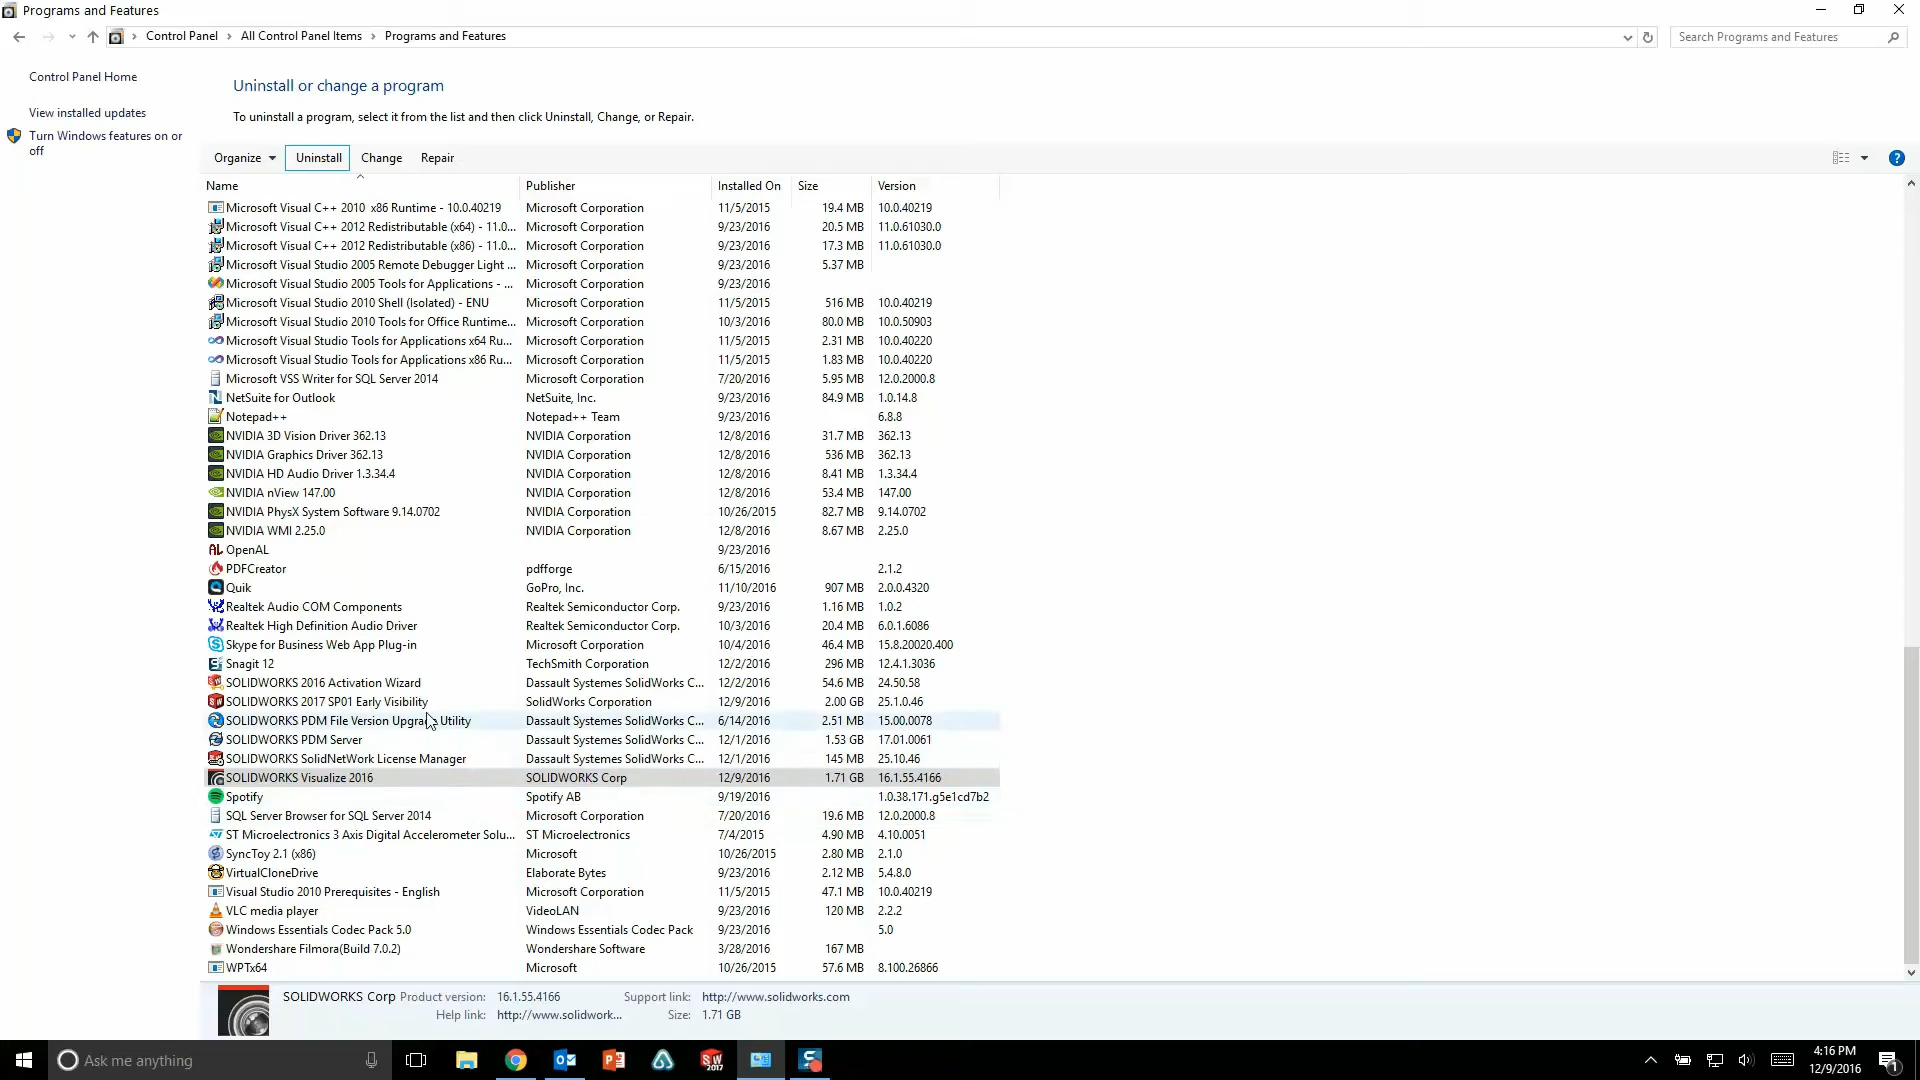 Programs and Features
Control Panel > All Control Panel Items > Programs and Features
Search Programs and Features
Control Panel Home
View installed updates
Turn Windows features on or
off
Uninstall or change a program
To uninstall a program, select it from the list and then click Uninstall, Change, or Repair.
Organize Uninstall Change Repair
Name Publisher Installed On Size Version
Microsoft Visual C++ 2010 x86 Runtime - 10.0.40219 Microsoft Corporation 11/5/2015 19.4 MB 10.0.40219
Microsoft Visual C++ 2012 Redistributable (x64) - 11.0... Microsoft Corporation 9/23/2016 20.5 MB 11.0.61030.0
Microsoft Visual C++ 2012 Redistributable (x86) - 11.0... Microsoft Corporation 9/23/2016 17.3 MB 11.0.61030.0
Microsoft Visual Studio 2005 Remote Debugger Light ... Microsoft Corporation 9/23/2016 5.37 MB
Microsoft Visual Studio 2005 Tools for Applications - ... Microsoft Corporation 9/23/2016
Microsoft Visual Studio 2010 Shell (Isolated) - ENU Microsoft Corporation 11/5/2015 516 MB 10.0.40219
Microsoft Visual Studio 2010 Tools for Office Runtime... Microsoft Corporation 10/3/2016 80.0 MB 10.0.50903
Microsoft Visual Studio Tools for Applications x64 Ru... Microsoft Corporation 11/5/2015 2.31 MB 10.0.40220
Microsoft Visual Studio Tools for Applications x86 Ru... Microsoft Corporation 11/5/2015 1.83 MB 10.0.40220
Microsoft VSS Writer for SQL Server 2014 Microsoft Corporation 7/20/2016 5.95 MB 12.0.2000.8
NetSuite for Outlook NetSuite, Inc. 9/23/2016 84.9 MB 1.0.14.8
Notepad++ Notepad++ Team 9/23/2016 6.8.8
NVIDIA 3D Vision Driver 362.13 NVIDIA Corporation 12/8/2016 31.7 MB 362.13
NVIDIA Graphics Driver 362.13 NVIDIA Corporation 12/8/2016 536 MB 362.13
NVIDIA HD Audio Driver 1.3.34.4 NVIDIA Corporation 12/8/2016 8.41 MB 1.3.34.4
NVIDIA nView 147.00 NVIDIA Corporation 12/8/2016 53.4 MB 147.00
NVIDIA PhysX System Software 9.14.0702 NVIDIA Corporation 10/26/2015 82.7 MB 9.14.0702
NVIDIA WMI 2.25.0 NVIDIA Corporation 12/8/2016 8.67 MB 2.25.0
OpenAL 9/23/2016
PDFCreator pdfforge 6/15/2016 2.1.2
Quik GoPro, Inc. 11/10/2016 907 MB 2.0.0.4320
Realtek Audio COM Components Realtek Semiconductor Corp. 9/23/2016 1.16 MB 1.0.2
Realtek High Definition Audio Driver Realtek Semiconductor Corp. 10/3/2016 20.4 MB 6.0.1.6086
Skype for Business Web App Plug-in Microsoft Corporation 10/4/2016 46.4 MB 15.8.20020.400
Snagit 12 TechSmith Corporation 12/2/2016 296 MB 12.4.1.3036
SOLIDWORKS 2016 Activation Wizard Dassault Systemes SolidWorks C... 12/2/2016 54.6 MB 24.50.58
SOLIDWORKS 2017 SP01 Early Visibility SolidWorks Corporation 12/9/2016 2.00 GB 25.1.0.46
SOLIDWORKS PDM File Version Upgrade Utility Dassault Systemes SolidWorks C... 6/14/2016 2.51 MB 15.00.0078
SOLIDWORKS PDM Server Dassault Systemes SolidWorks C... 12/1/2016 1.53 GB 17.01.0061
SOLIDWORKS SolidNetWork License Manager Dassault Systemes SolidWorks C... 12/1/2016 145 MB 25.10.46
SOLIDWORKS Visualize 2016 SOLIDWORKS Corp 12/9/2016 1.71 GB 16.1.55.4166
Spotify Spotify AB 9/19/2016 1.0.38.171.g5e1cd7b2
SQL Server Browser for SQL Server 2014 Microsoft Corporation 7/20/2016 19.6 MB 12.0.2000.8
ST Microelectronics 3 Axis Digital Accelerometer Solu... ST Microelectronics 7/4/2015 4.90 MB 4.10.0051
SyncToy 2.1 (x86) Microsoft 10/26/2015 2.80 MB 2.1.0
VirtualCloneDrive Elaborate Bytes 9/23/2016 2.12 MB 5.4.8.0
Visual Studio 2010 Prerequisites - English Microsoft Corporation 11/5/2015 47.1 MB 10.0.40219
VLC media player VideoLAN 9/23/2016 120 MB 2.2.2
Windows Essentials Codec Pack 5.0 Windows Essentials Codec Pack 9/23/2016 5.0
Wondershare Filmora(Build 7.0.2) Wondershare Software 3/28/2016 167 MB
WPTx64 Microsoft 10/26/2015 57.6 MB 8.100.26866
SOLIDWORKS Corp Product version: 16.1.55.4166 Support link: http://www.solidworks.com
Help link: http://www.solidwork... Size: 1.71 GB
Ask me anything
4:16 PM
12/9/2016